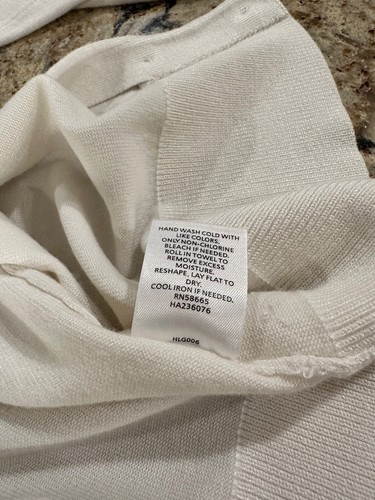 HAND WASH COLD WITH
LIKE COLORS.
ONLY NON-CHLORINE
BLEACH IF NEEDED.
ROLL IN TOWEL TO
REMOVE EXCESS
MOISTURE.
RESHAPE, LAY FLAT TO
DRY.
COOL IRON IF NEEDED.
RN58665
HA236076
HLG006